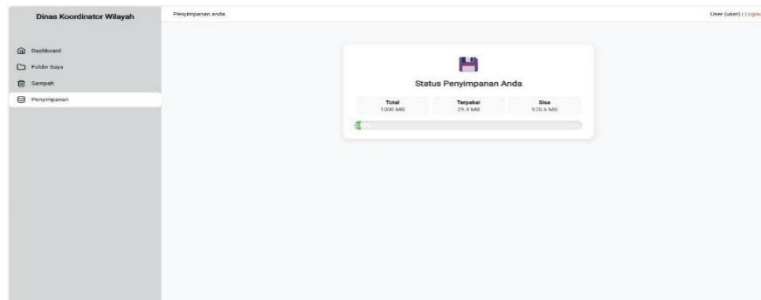 Dinas Koordinator Wilayah
Penyimpanan anda
User (user) | Logout
Dashboard
Folder Saya
Sampah
Penyimpanan
Status Penyimpanan Anda
Total
Terpakai
Sisa
1000 MB
29.4 MB
970.6 MB